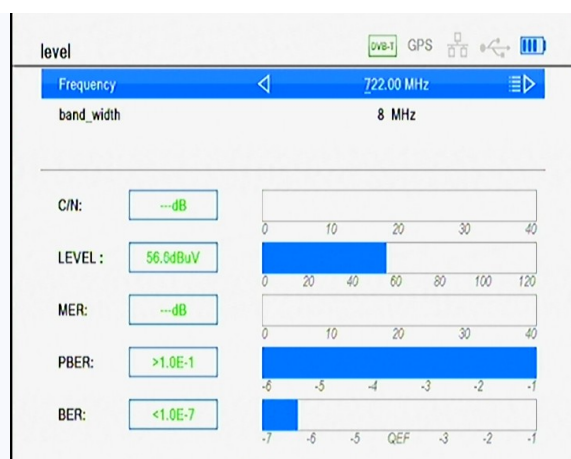 level DVB-T GPS
Frequency 722.00 MHz
band_width 8 MHz
C/N: ---dB
0 10 20 30 40
LEVEL : 56.6dBuV
0 20 40 60 80 100 120
MER: ---dB
0 10 20 30 40
PBER: >1.0E-1
-6 -5 -4 -3 -2 -1
BER: <1.0E-7
-7 -6 -5 QEF -3 -2 -1